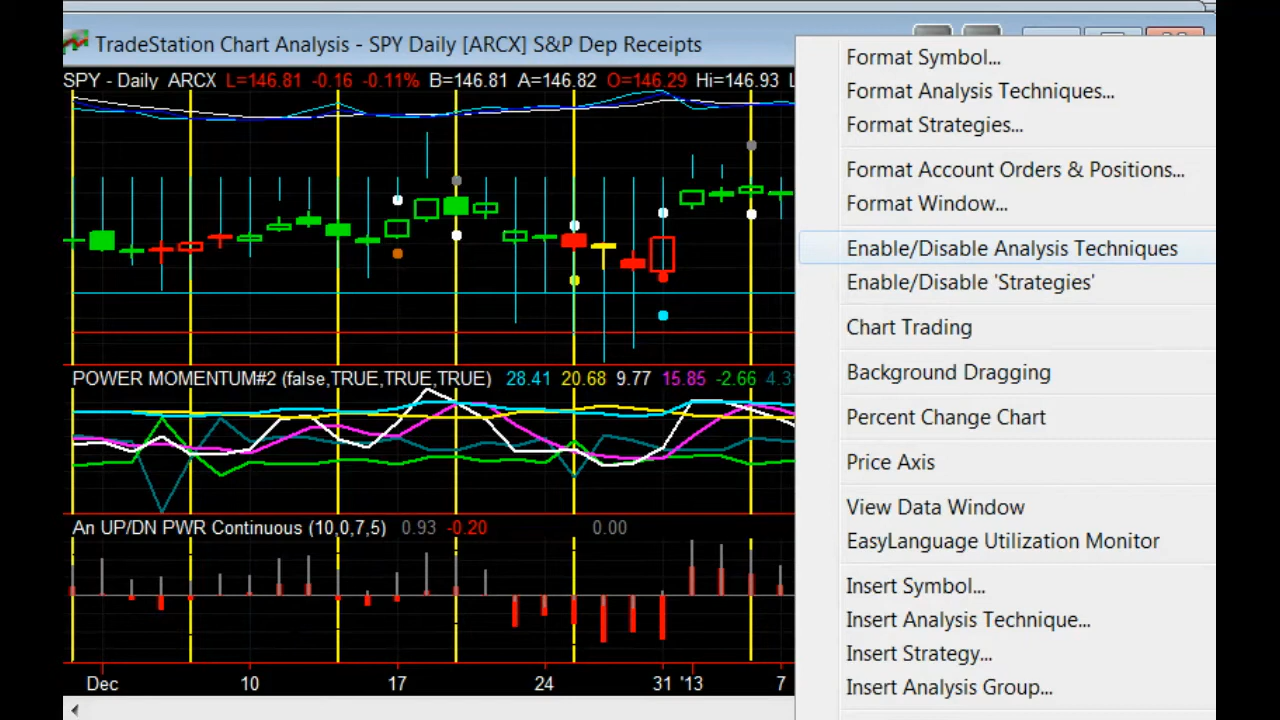 TradeStation Chart Analysis - SPY Daily [ARCX] S&P Dep Receipts
SPY - Daily ARCX L=146.81 -0.16 -0.11% B=146.81 A=146.82 O=146.29 Hi=146.93 L
POWER MOMENTUM#2 (false,TRUE,TRUE,TRUE) 28.41 20.68 9.77 15.85 -2.66 4.3
An UP/DN PWR Continuous (10,0,7,5) 0.93 -0.20 0.00
Dec 10 17 24 31 '13 7
Format Symbol...
Format Analysis Techniques...
Format Strategies...
Format Account Orders & Positions...
Format Window...
Enable/Disable Analysis Techniques
Enable/Disable 'Strategies'
Chart Trading
Background Dragging
Percent Change Chart
Price Axis
View Data Window
EasyLanguage Utilization Monitor
Insert Symbol...
Insert Analysis Technique...
Insert Strategy...
Insert Analysis Group...